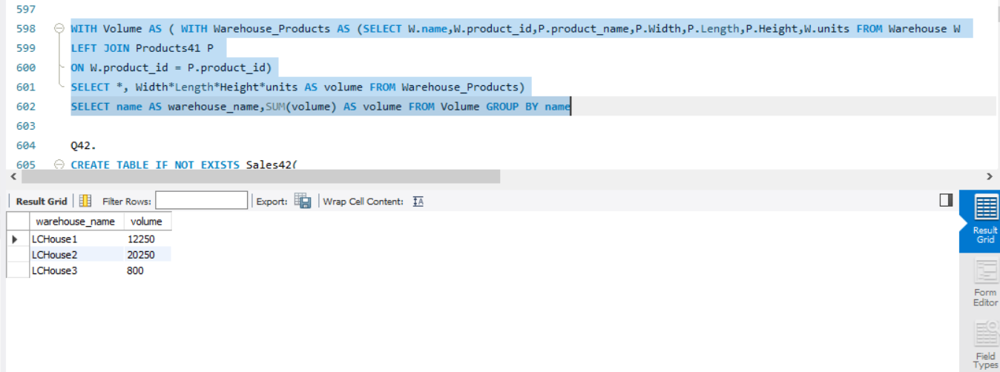 597
598 WITH Volume AS ( WITH Warehouse_Products AS (SELECT W.name,W.product_id,P.product_name,P.Width,P.Length,P.Height,W.units FROM Warehouse W
599 LEFT JOIN Products41 P
600 ON W.product_id = P.product_id)
601 SELECT *, Width*Length*Height*units AS volume FROM Warehouse_Products)
602 SELECT name AS warehouse_name,SUM(volume) AS volume FROM Volume GROUP BY name
603
604 Q42.
605 CREATE TABLE IF NOT EXISTS Sales42(
Result Grid Filter Rows: Export: Wrap Cell Content: IA
warehouse_name volume
LCHouse1 12250
LCHouse2 20250
LCHouse3 800
Result
Grid
Form
Editor
Field
Types